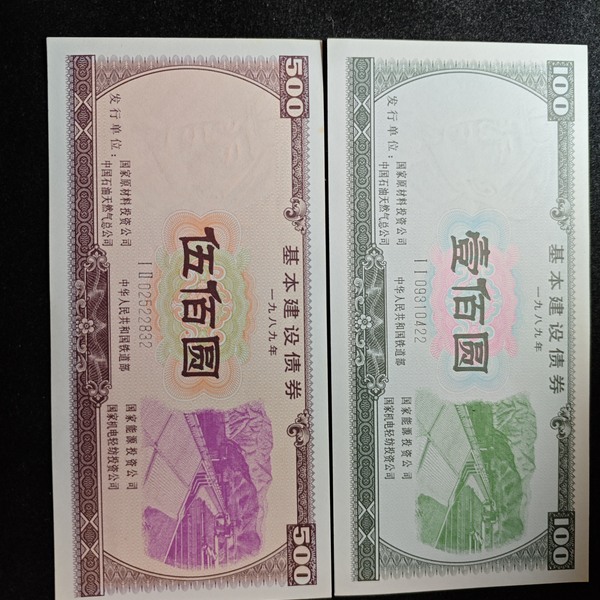 500
基本建设债券
一九八九年
伍佰圆
IID02522832
发行单位：
国家原材料投资公司
中华人民共和国铁道部
国家能源投资公司
中国石油天然气总公司
国家机电轻纺投资公司
500
100
基本建设债券
一九八九年
壹佰圆
II09310422
发行单位：
国家原材料投资公司
中华人民共和国铁道部
国家能源投资公司
中国石油天然气总公司
国家机电轻纺投资公司
100